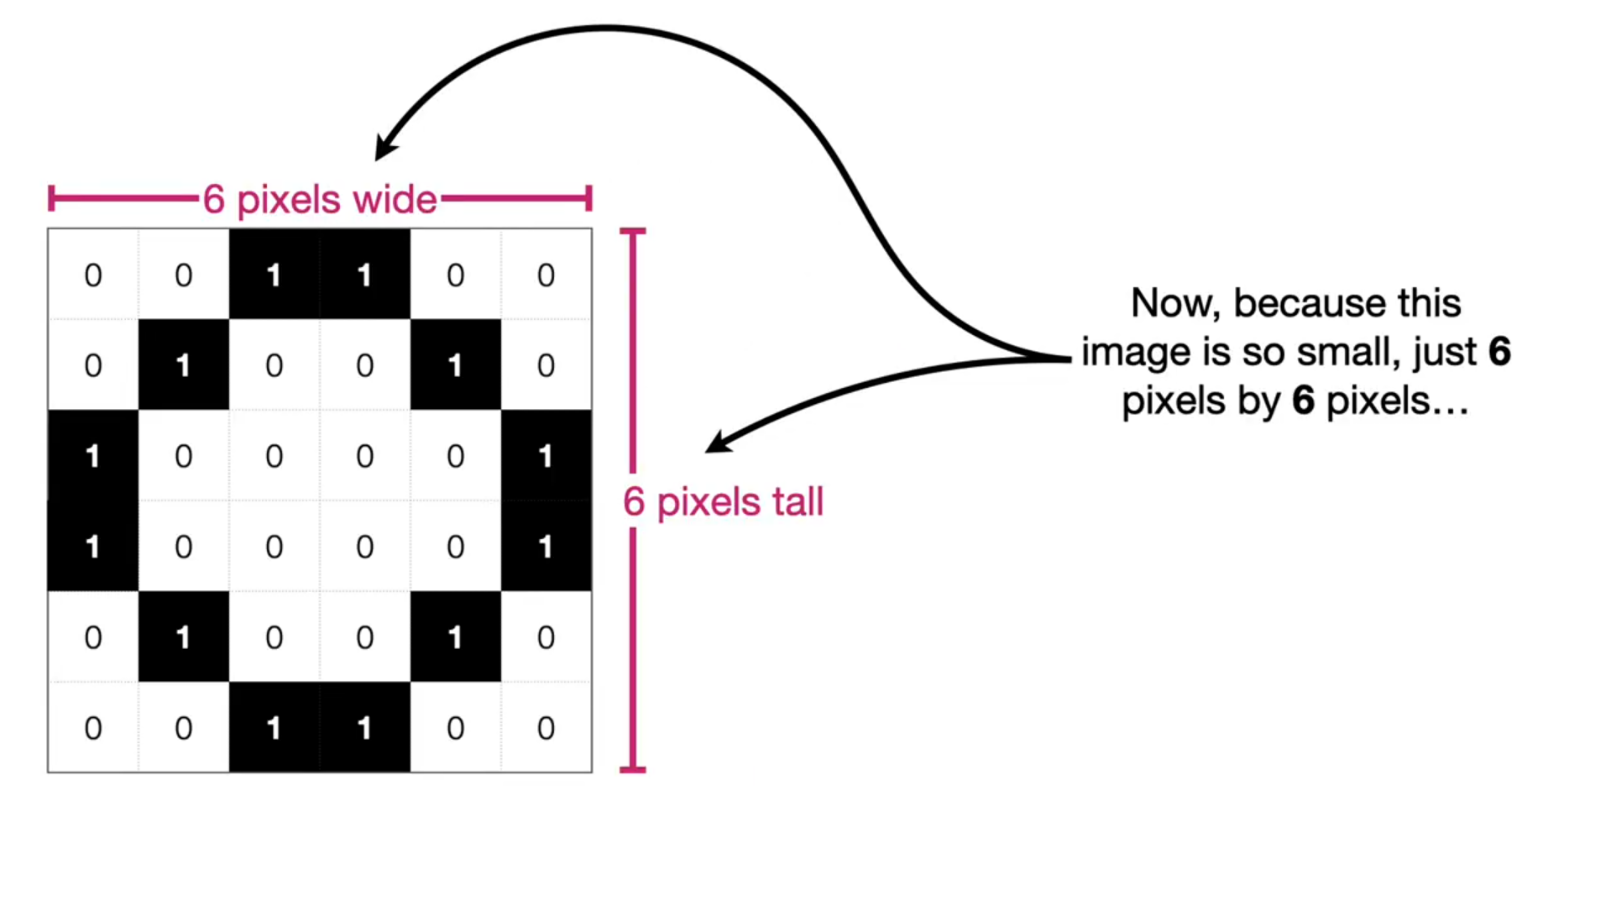 6 pixels wide
0 0 1 1 0 0
0 1 0 0 1 0
1 0 0 0 0 1
1 0 0 0 0 1
0 1 0 0 1 0
0 0 1 1 0 0
6 pixels tall
Now, because this
image is so small, just 6
pixels by 6 pixels...